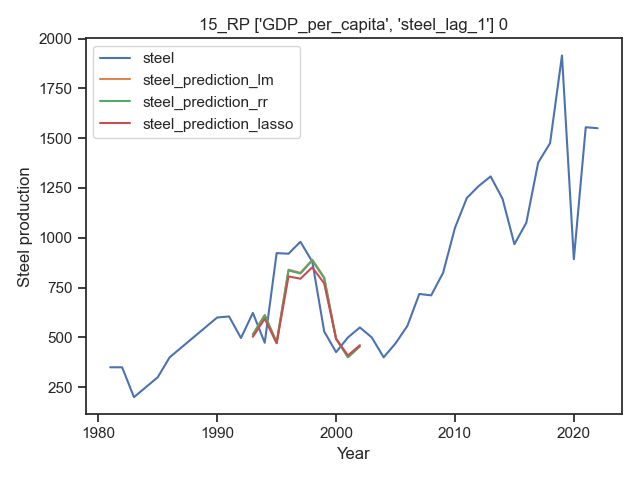 15_RP ['GDP_per_capita', 'steel_lag_1'] 0
steel
steel_prediction_lm
steel_prediction_rr
steel_prediction_lasso
Steel production
2000
1750
1500
1250
1000
750
500
250
1980
1990
2000
2010
2020
Year